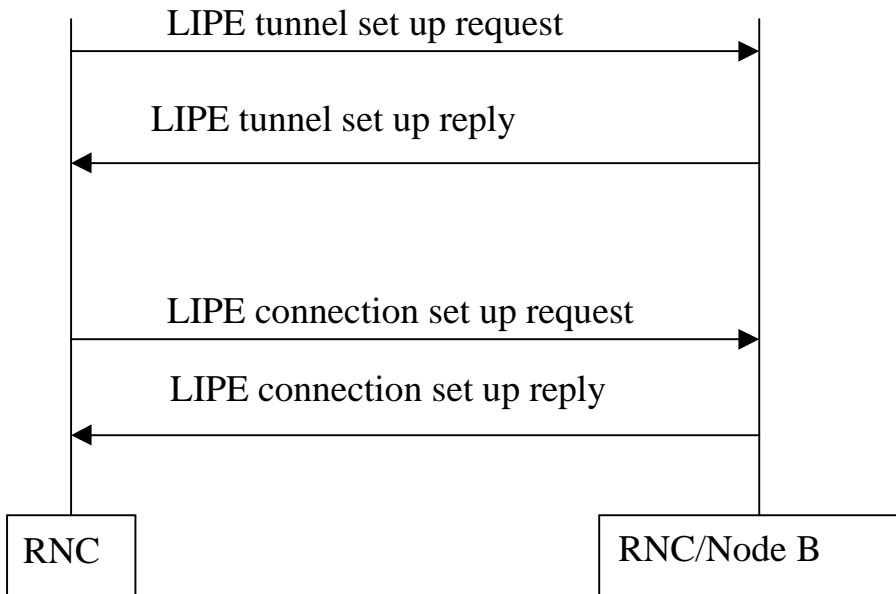 LIPE tunnel set up request
LIPE tunnel set up reply
LIPE connection set up request
LIPE connection set up reply
RNC
RNC/Node B